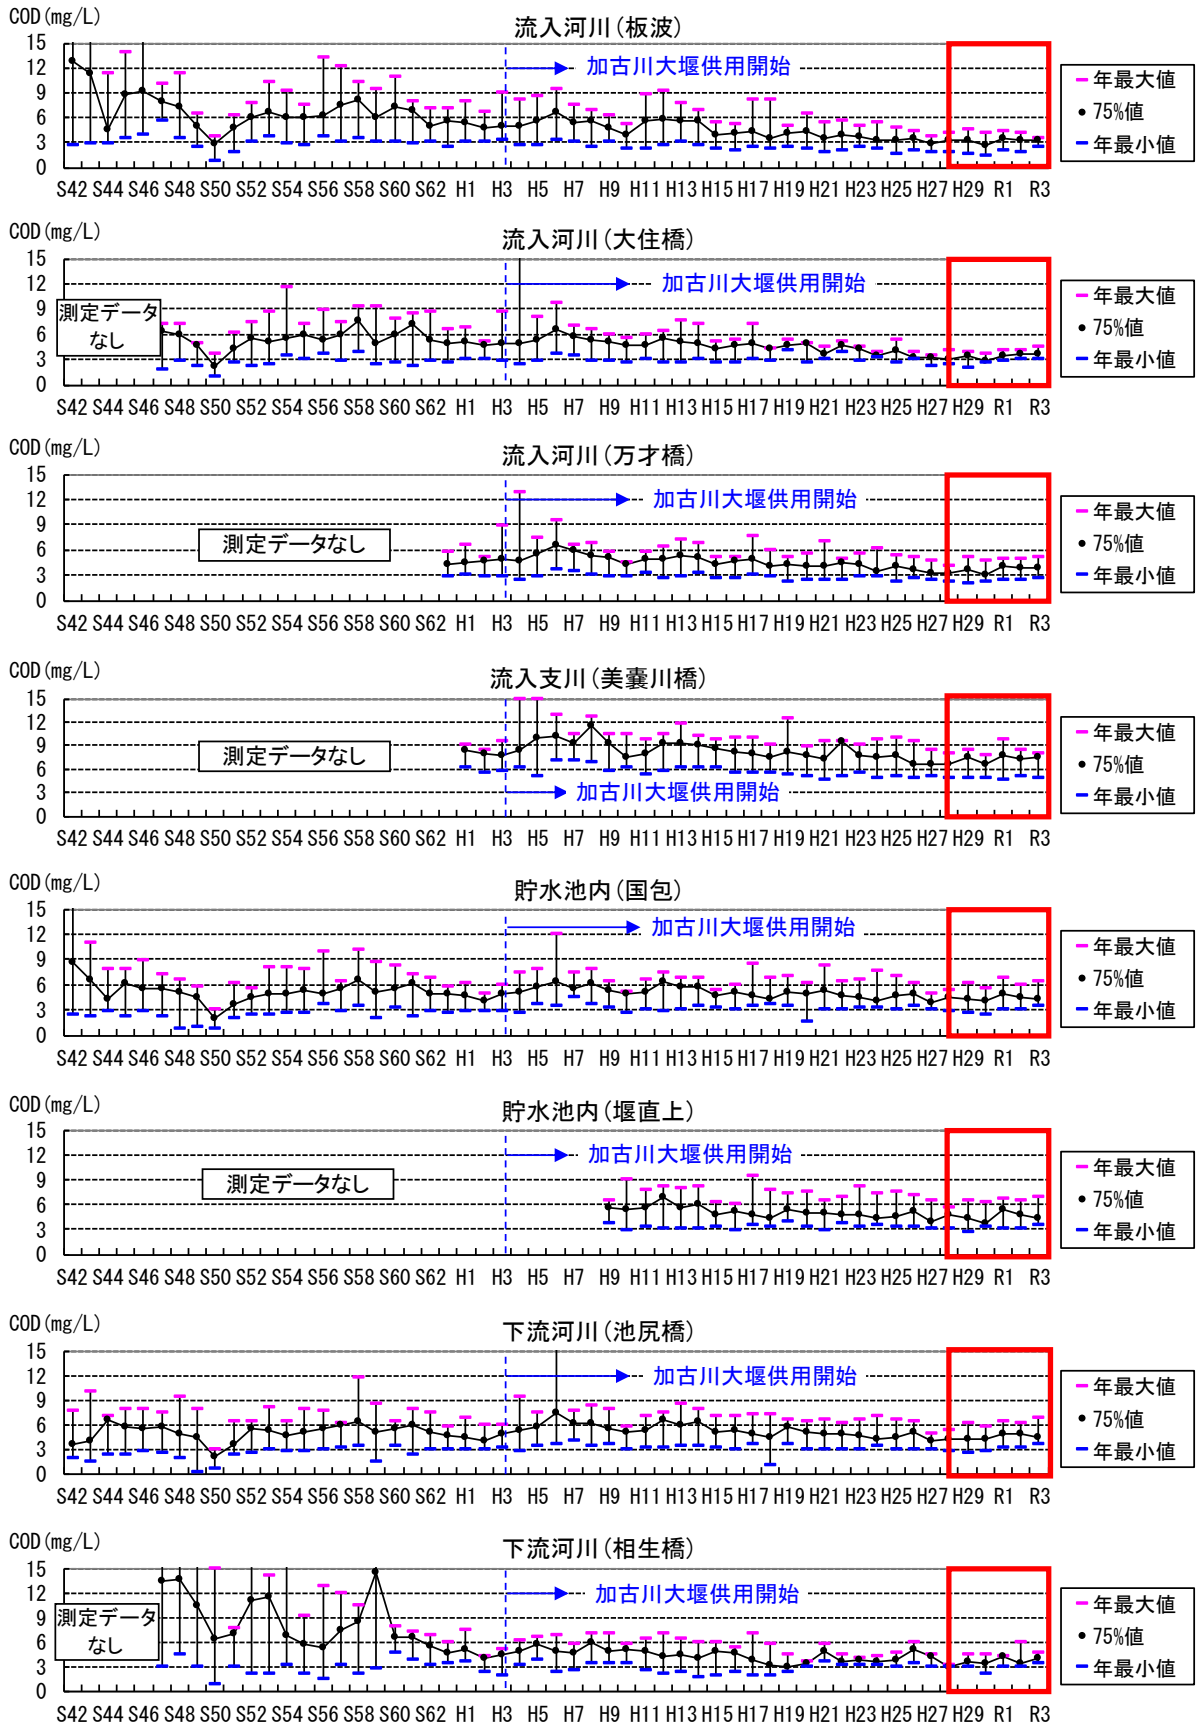 COD(mg/L)
流入河川(板波)
15
12
9
6
3
0
加古川大堰供用開始
年最大値
75%値
年最小値
S42 S44 S46 S48 S50 S52 S54 S56 S58 S60 S62 H1 H3 H5 H7 H9 H11 H13 H15 H17 H19 H21 H23 H25 H27 H29 R1 R3
COD(mg/L)
流入河川(大住橋)
15
12
9
6
3
0
測定データ
なし
加古川大堰供用開始
年最大値
75%値
年最小値
S42 S44 S46 S48 S50 S52 S54 S56 S58 S60 S62 H1 H3 H5 H7 H9 H11 H13 H15 H17 H19 H21 H23 H25 H27 H29 R1 R3
COD(mg/L)
流入河川(万才橋)
15
12
9
6
3
0
測定データなし
加古川大堰供用開始
年最大値
75%値
年最小値
S42 S44 S46 S48 S50 S52 S54 S56 S58 S60 S62 H1 H3 H5 H7 H9 H11 H13 H15 H17 H19 H21 H23 H25 H27 H29 R1 R3
COD(mg/L)
流入支川(美嚢川橋)
15
12
9
6
3
0
測定データなし
加古川大堰供用開始
年最大値
75%値
年最小値
S42 S44 S46 S48 S50 S52 S54 S56 S58 S60 S62 H1 H3 H5 H7 H9 H11 H13 H15 H17 H19 H21 H23 H25 H27 H29 R1 R3
COD(mg/L)
貯水池内(国包)
15
12
9
6
3
0
加古川大堰供用開始
年最大値
75%値
年最小値
S42 S44 S46 S48 S50 S52 S54 S56 S58 S60 S62 H1 H3 H5 H7 H9 H11 H13 H15 H17 H19 H21 H23 H25 H27 H29 R1 R3
COD(mg/L)
貯水池内(堰直上)
15
12
9
6
3
0
測定データなし
加古川大堰供用開始
年最大値
75%値
年最小値
S42 S44 S46 S48 S50 S52 S54 S56 S58 S60 S62 H1 H3 H5 H7 H9 H11 H13 H15 H17 H19 H21 H23 H25 H27 H29 R1 R3
COD(mg/L)
下流河川(池尻橋)
15
12
9
6
3
0
加古川大堰供用開始
年最大値
75%値
年最小値
S42 S44 S46 S48 S50 S52 S54 S56 S58 S60 S62 H1 H3 H5 H7 H9 H11 H13 H15 H17 H19 H21 H23 H25 H27 H29 R1 R3
COD(mg/L)
下流河川(相生橋)
15
12
9
6
3
0
測定データ
なし
加古川大堰供用開始
年最大値
75%値
年最小値
S42 S44 S46 S48 S50 S52 S54 S56 S58 S60 S62 H1 H3 H5 H7 H9 H11 H13 H15 H17 H19 H21 H23 H25 H27 H29 R1 R3